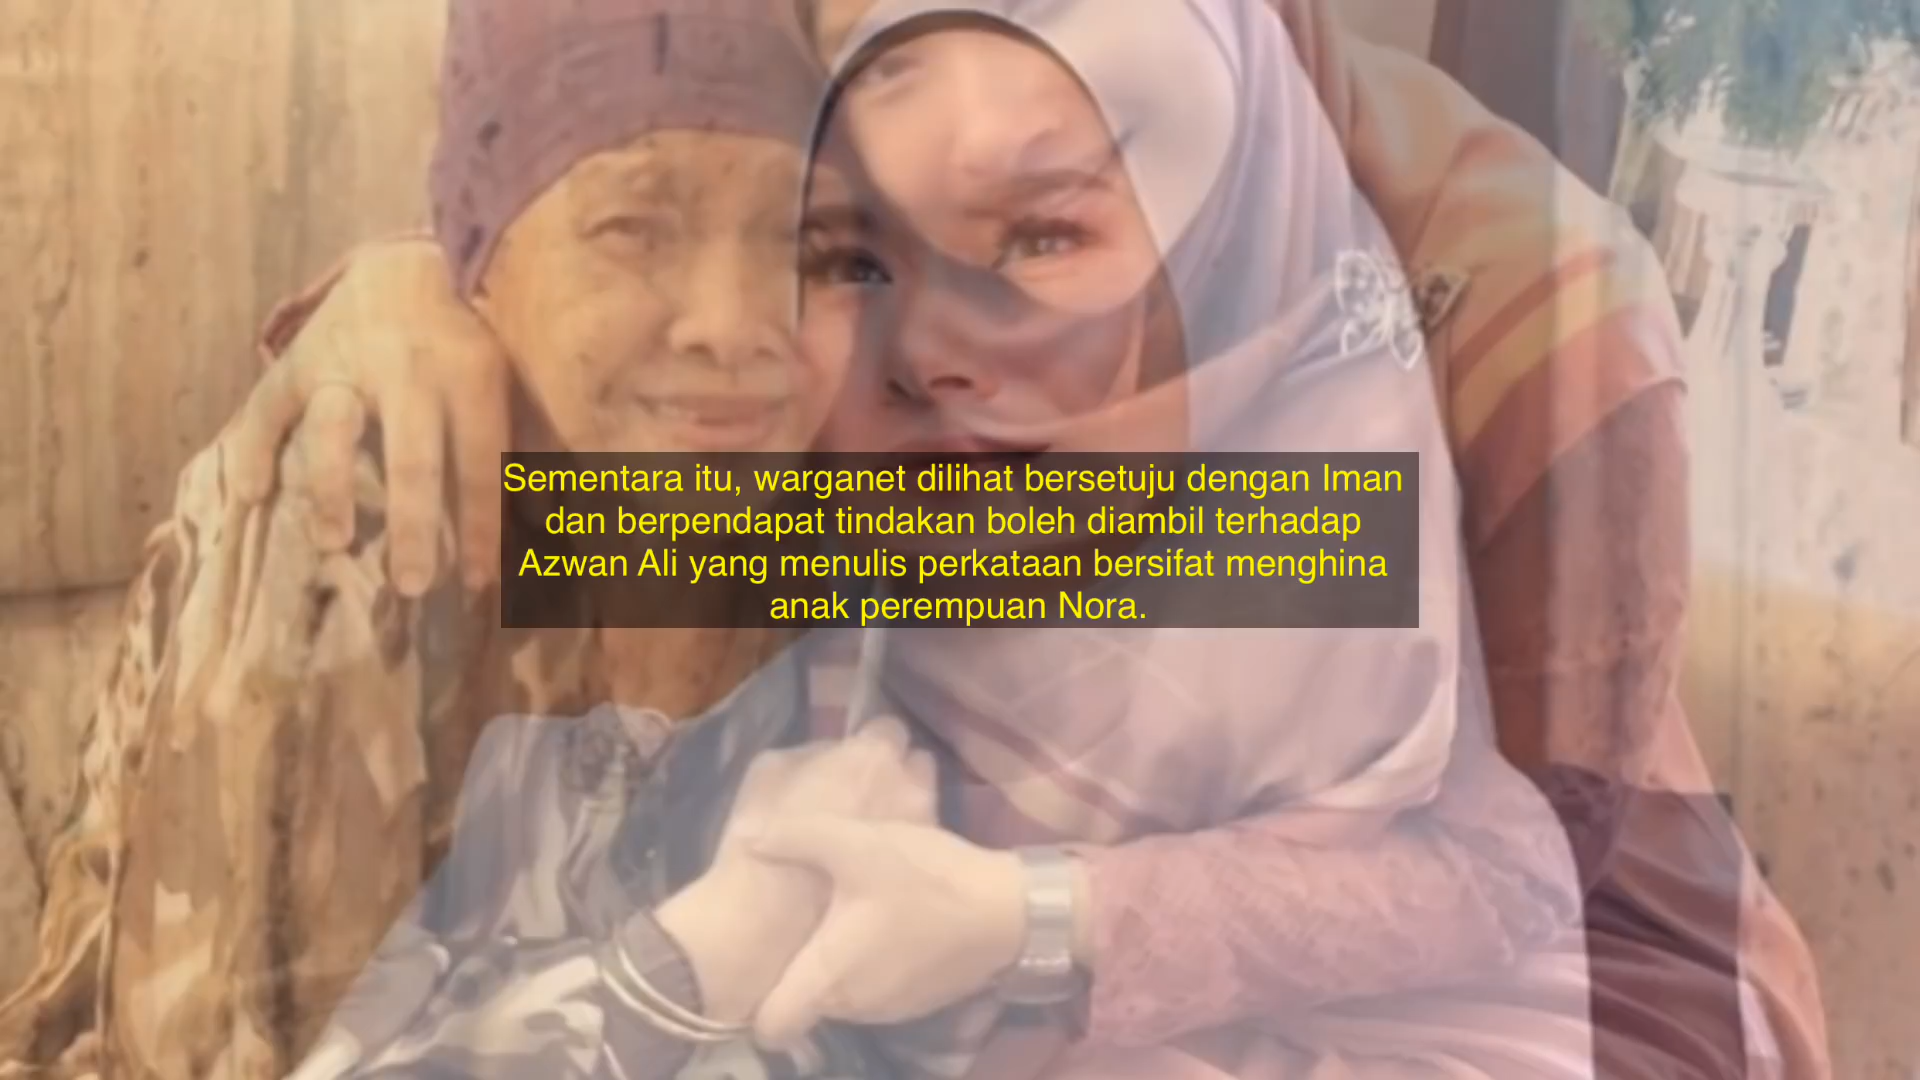 Sementara itu, warganet dilihat bersetuju dengan Iman
dan berpendapat tindakan boleh diambil terhadap
Azwan Ali yang menulis perkataan bersifat menghina
anak perempuan Nora.